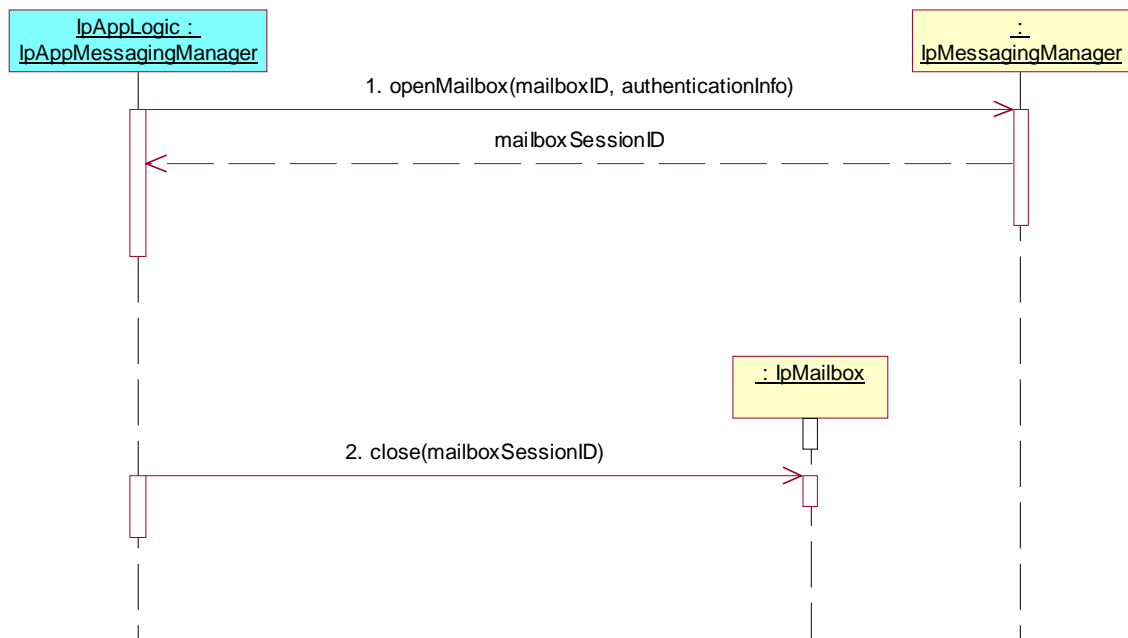 IpAppLogic :
IpAppMessagingManager
:
IpMessagingManager
1. openMailbox(mailboxID, authenticationInfo)
mailboxSessionID
: IpMailbox
2. close(mailboxSessionID)